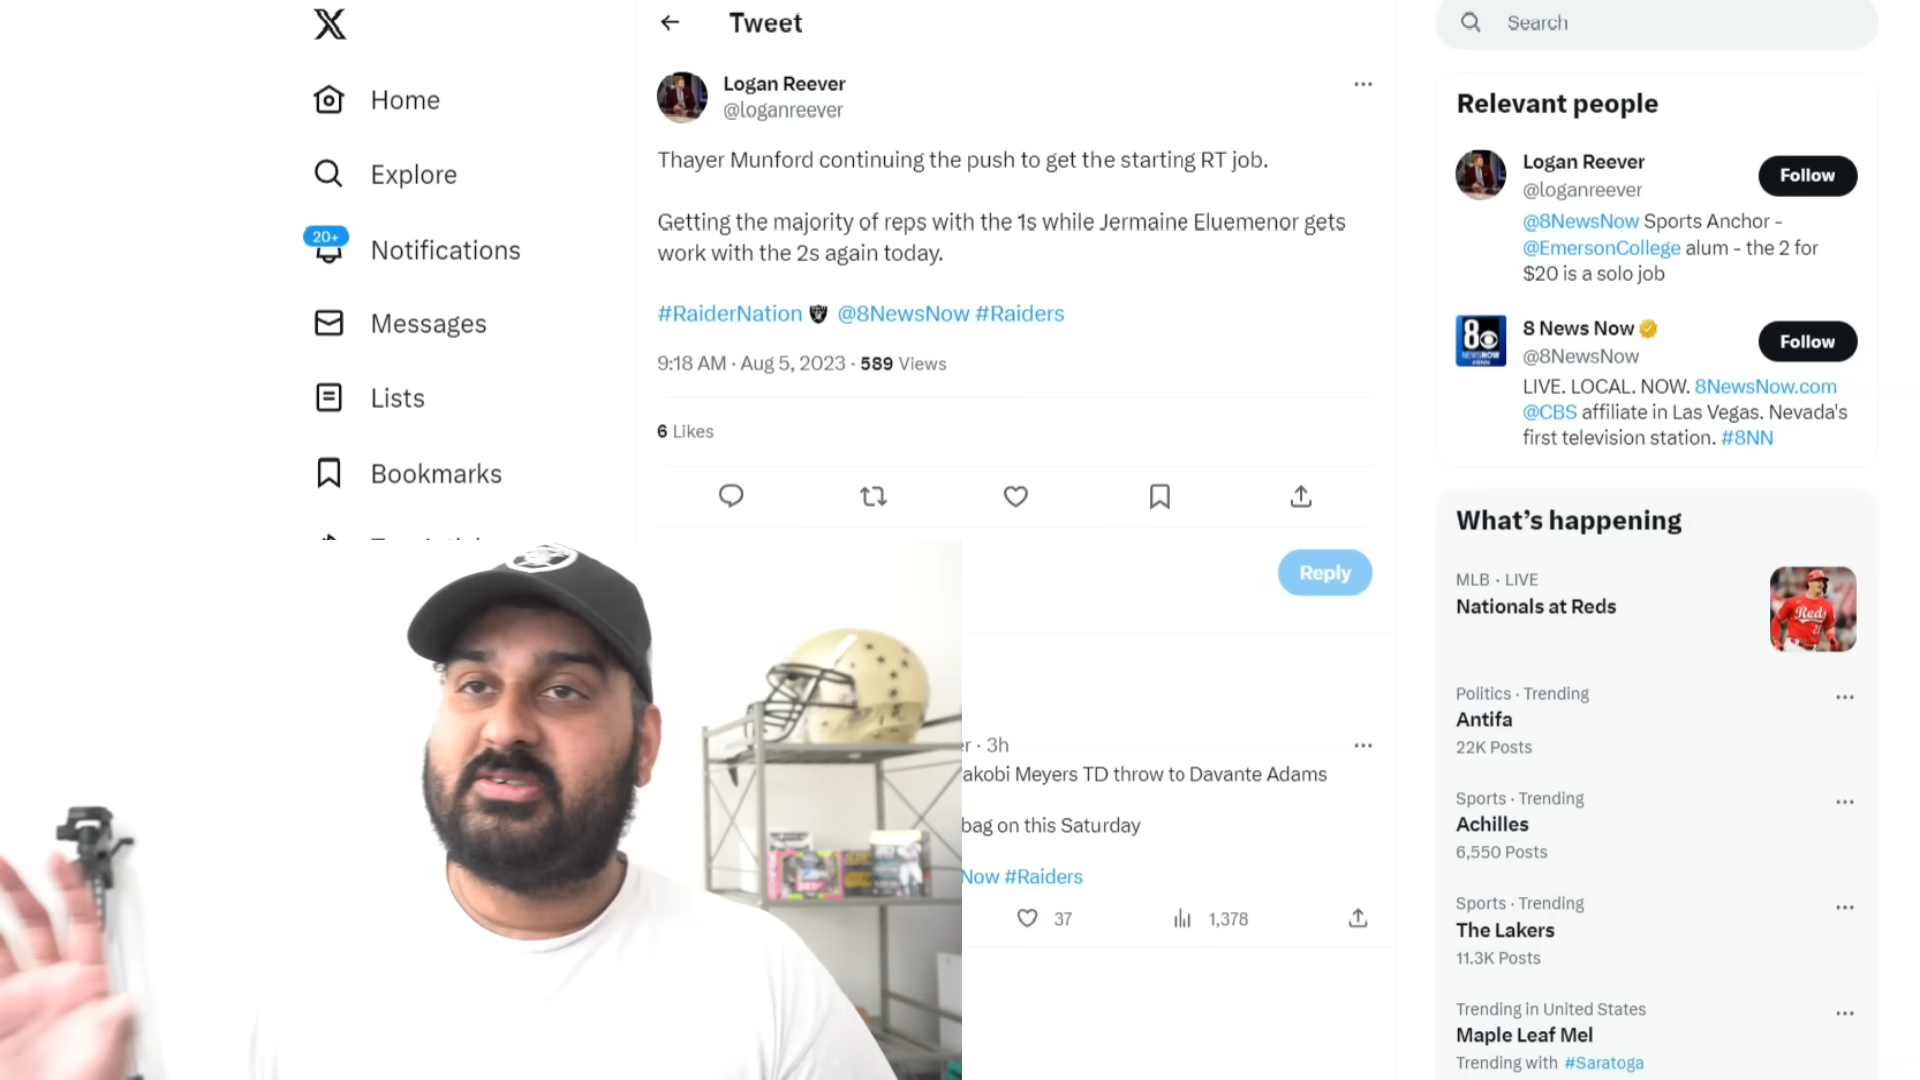 Home
Explore
20+
Notifications
Messages
Lists
Bookmarks
Tweet
Logan Reever
@loganreever
Thayer Munford continuing the push to get the starting RT job.
Getting the majority of reps with the 1s while Jermaine Eluemenor gets
work with the 2s again today.
#RaiderNation @8NewsNow #Raiders
9:18 AM · Aug 5, 2023 · 589 Views
6 Likes
Reply
· 3h
akobi Meyers TD throw to Davante Adams
bag on this Saturday
Now #Raiders
37 1,378
Search
Relevant people
Logan Reever
@loganreever
Follow
@8NewsNow Sports Anchor -
@EmersonCollege alum - the 2 for
$20 is a solo job
8 News Now
@8NewsNow
Follow
LIVE. LOCAL. NOW. 8NewsNow.com
@CBS affiliate in Las Vegas. Nevada's
first television station. #8NN
What's happening
MLB · LIVE
Nationals at Reds
Reds
Politics · Trending
Antifa
22K Posts
Sports · Trending
Achilles
6,550 Posts
Sports · Trending
The Lakers
11.3K Posts
Trending in United States
Maple Leaf Mel
Trending with #Saratoga